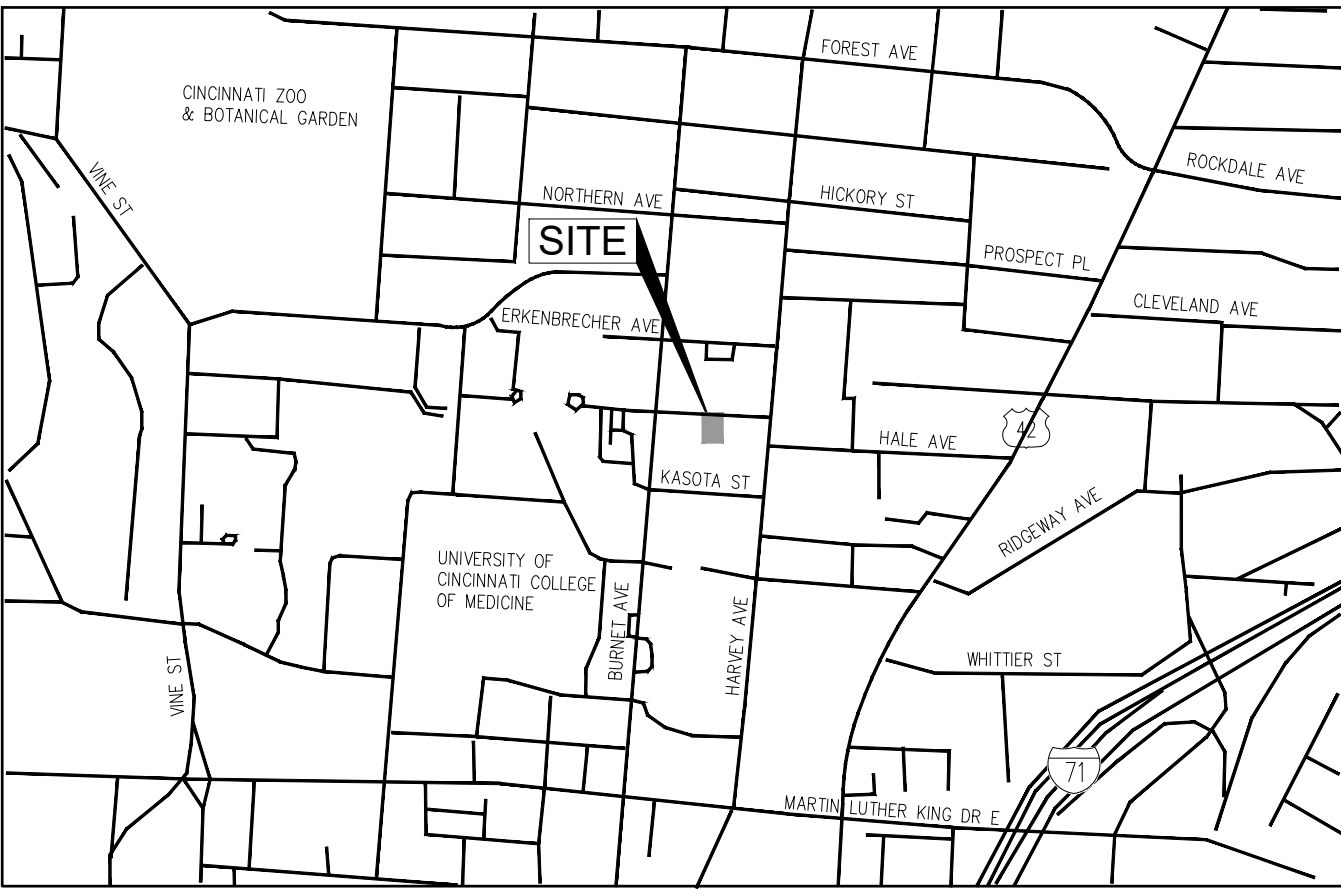 FOREST AVE
CINCINNATI ZOO
& BOTANICAL GARDEN
ROCKDALE AVE
VINE ST
NORTHERN AVE
HICKORY ST
SITE
PROSPECT PL
CLEVELAND AVE
ERKENBRECHER AVE
42
HALE AVE
KASOTA ST
RIDGEWAY AVE
UNIVERSITY OF
CINCINNATI COLLEGE
OF MEDICINE
BURNET AVE
HARVEY AVE
WHITTIER ST
VINE ST
71
MARTIN LUTHER KING DR E